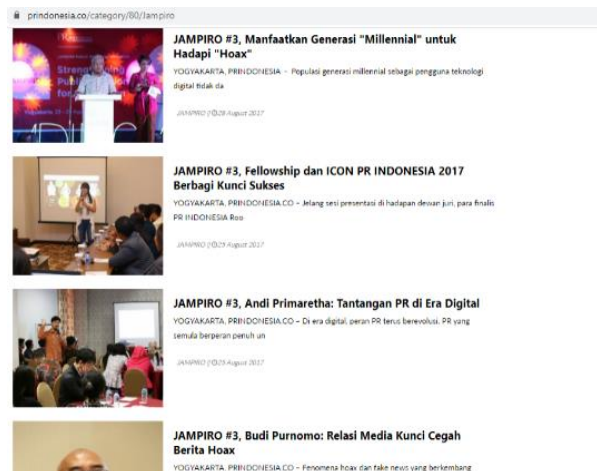 prindonesia.co/category/80/Jampiro
JAMPIRO #3, Manfaatkan Generasi "Millennial" untuk
Hadapi "Hoax"
YOGYAKARTA, PRINDONESIA – Populasi generasi millennial sebagai pengguna teknologi
digital tidak da
JAMPIRO | 28 August 2017
JAMPIRO #3, Fellowship dan ICON PR INDONESIA 2017
Berbagi Kunci Sukses
YOGYAKARTA, PRINDONESIA.CO – Jelang sesi presentasi di hadapan dewan juri, para finalis
PR INDONESIA Roo
JAMPIRO | 25 August 2017
JAMPIRO #3, Andi Primaretha: Tantangan PR di Era Digital
YOGYAKARTA, PRINDONESIA.CO – Di era digital, peran PR terus berevolusi. PR yang
semula berperan penuh un
JAMPIRO | 25 August 2017
JAMPIRO #3, Budi Purnomo: Relasi Media Kunci Cegah
Berita Hoax
YOGYAKARTA, PRINDONESIA.CO – Fenomena hoax dan fake news yang berkembang